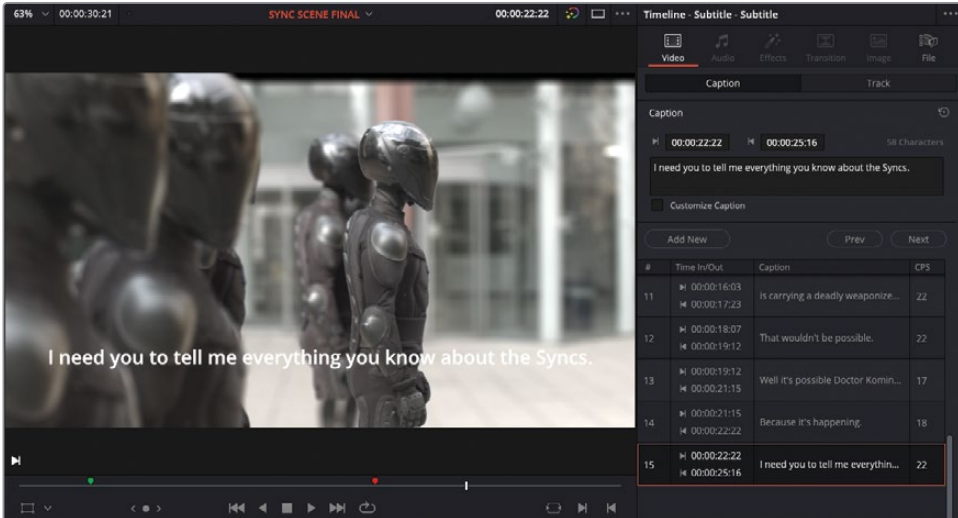 63% 00:00:30:21 SYNC SCENE FINAL 00:00:22:22 Timeline - Subtitle - Subtitle
Video Audio Effects Transition Image File
Caption Track
Caption
00:00:22:22 00:00:25:16 58 Characters
I need you to tell me everything you know about the Syncs.
Customize Caption
Add New Prev Next
# Time In/Out Caption CPS
11 00:00:16:03 00:00:17:23 is carrying a deadly weaponize... 22
12 00:00:18:07 00:00:19:12 That wouldn't be possible. 22
13 00:00:19:12 00:00:21:15 Well it's possible Doctor Komin... 17
14 00:00:21:15 00:00:22:22 Because it's happening. 18
15 00:00:22:22 00:00:25:16 I need you to tell me everythin... 22
I need you to tell me everything you know about the Syncs.